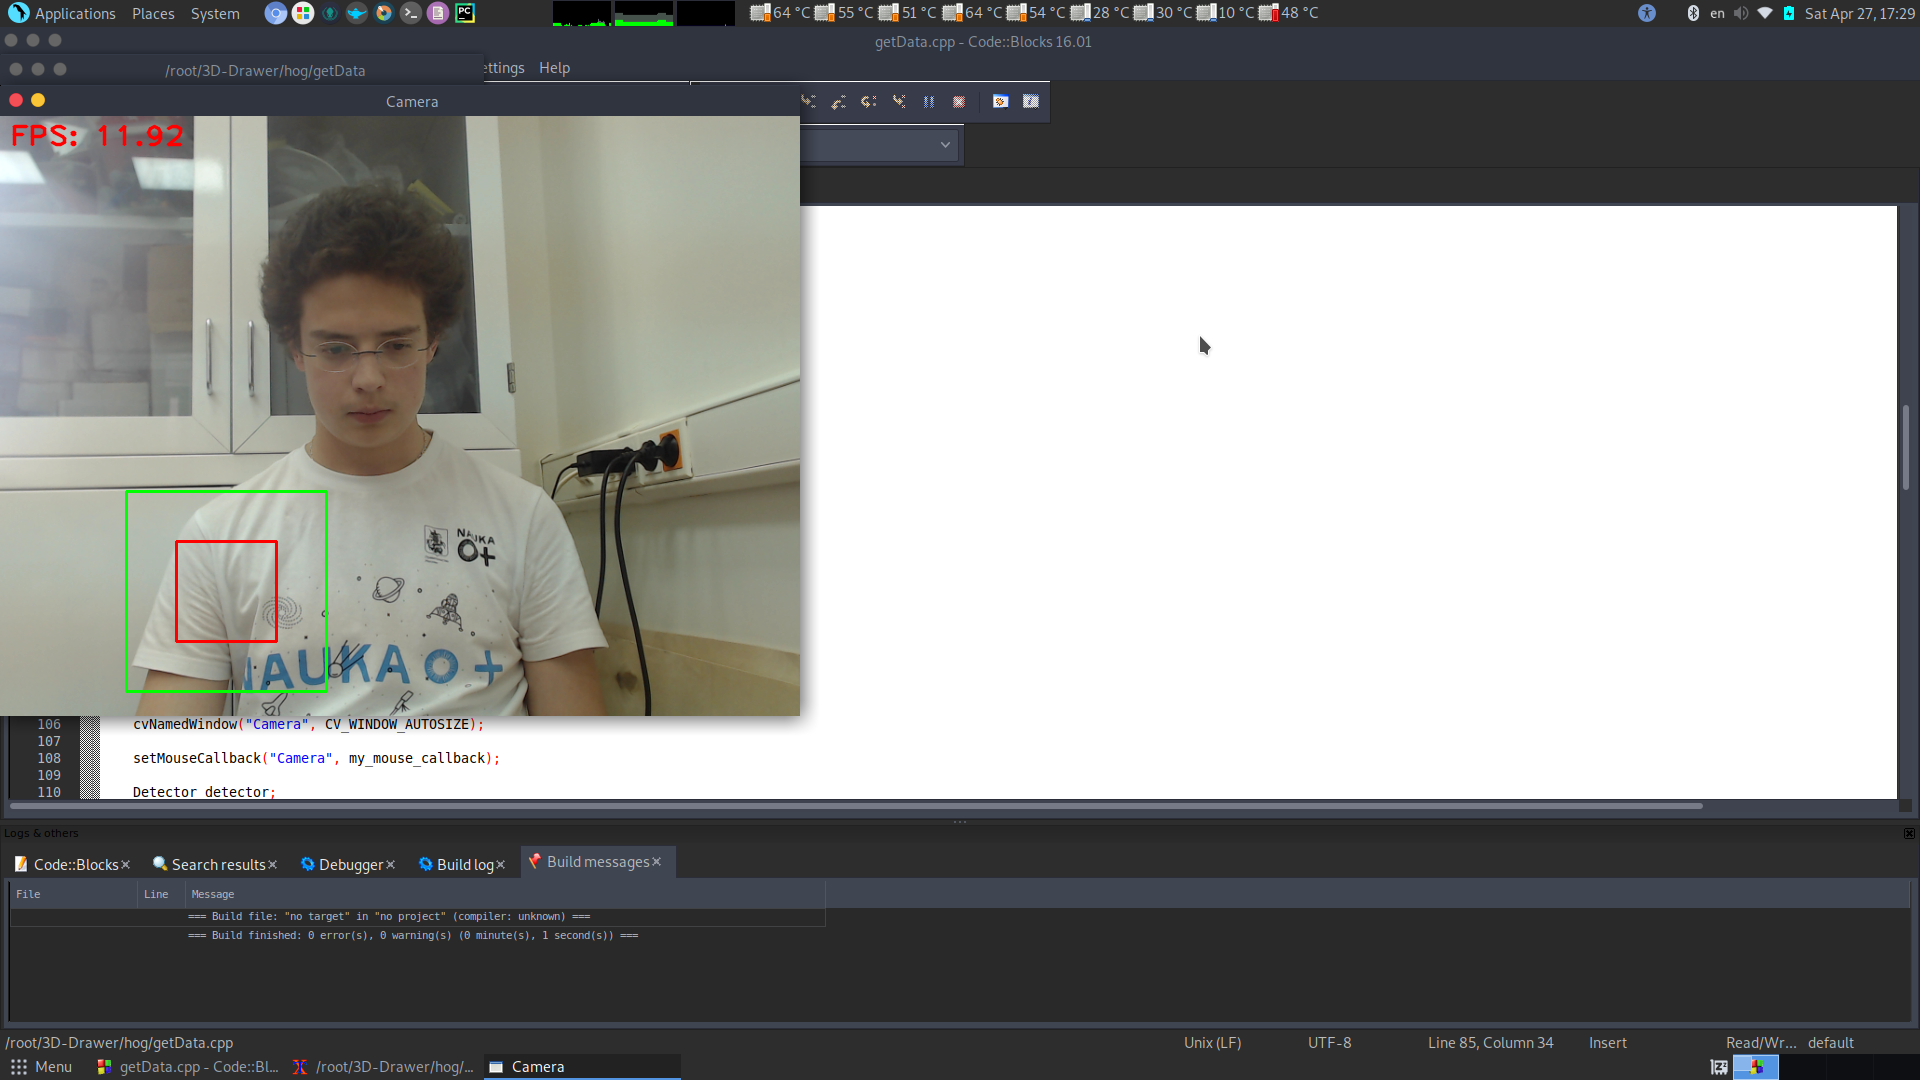 Applications Places System
64 °C 55 °C 51 °C 64 °C 54 °C 28 °C 30 °C 10 °C 48 °C
en Sat Apr 27, 17:29
getData.cpp - Code::Blocks 16.01
/root/3D-Drawer/hog/getData
ettings Help
Camera
FPS: 11.92
NAUKA
0+
NAUKA 0+
106 cvNamedWindow("Camera", CV_WINDOW_AUTOSIZE);
107
108 setMouseCallback("Camera", my_mouse_callback);
109
110 Detector detector;
Logs & others
Code::Blocks Search results Debugger Build log Build messages
File Line Message
=== Build file: "no target" in "no project" (compiler: unknown) ===
=== Build finished: 0 error(s), 0 warning(s) (0 minute(s), 1 second(s)) ===
/root/3D-Drawer/hog/getData.cpp Unix (LF) UTF-8 Line 85, Column 34 Insert Read/Wr... default
Menu getData.cpp - Code::Bl... /root/3D-Drawer/hog/... Camera